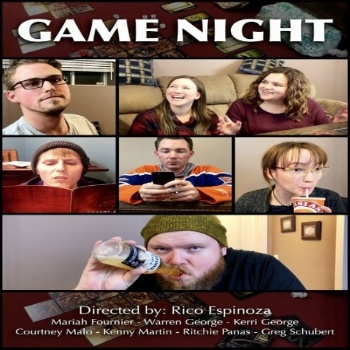 GAME NIGHT
Directed by: Rico Espinoza
Mariah Fournier - Warren George - Kerri George
Courtney Malo - Kenny Martin - Ritchie Panas - Greg Schubert